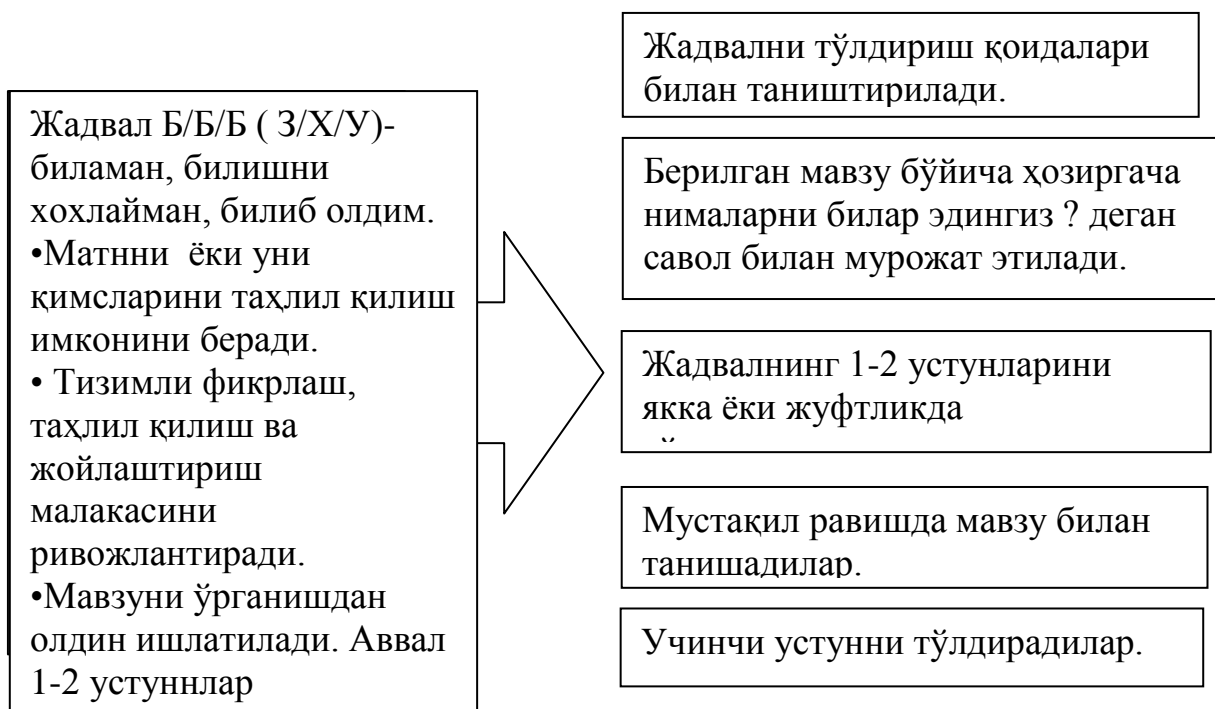 Жадвал Б/Б/Б ( З/Х/У)-
биламан, билишни
хохлайман, билиб олдим.
•Матнни ёки уни
қимсларини таҳлил қилиш
имконини беради.
• Тизимли фикрлаш,
таҳлил қилиш ва
жойлаштириш
малакасини
ривожлантиради.
•Мавзуни ўрганишдан
олдин ишлатилади. Аввал
1-2 устуннлар
Жадвални тўлдириш қоидалари
билан таништирилади.
Берилган мавзу бўйича ҳозиргача
нималарни билар эдингиз ? деган
савол билан мурожат этилади.
Жадвалнинг 1-2 устунларини
якка ёки жуфтликда
Мустақил равишда мавзу билан
танишадилар.
Учинчи устунни тўлдирадилар.